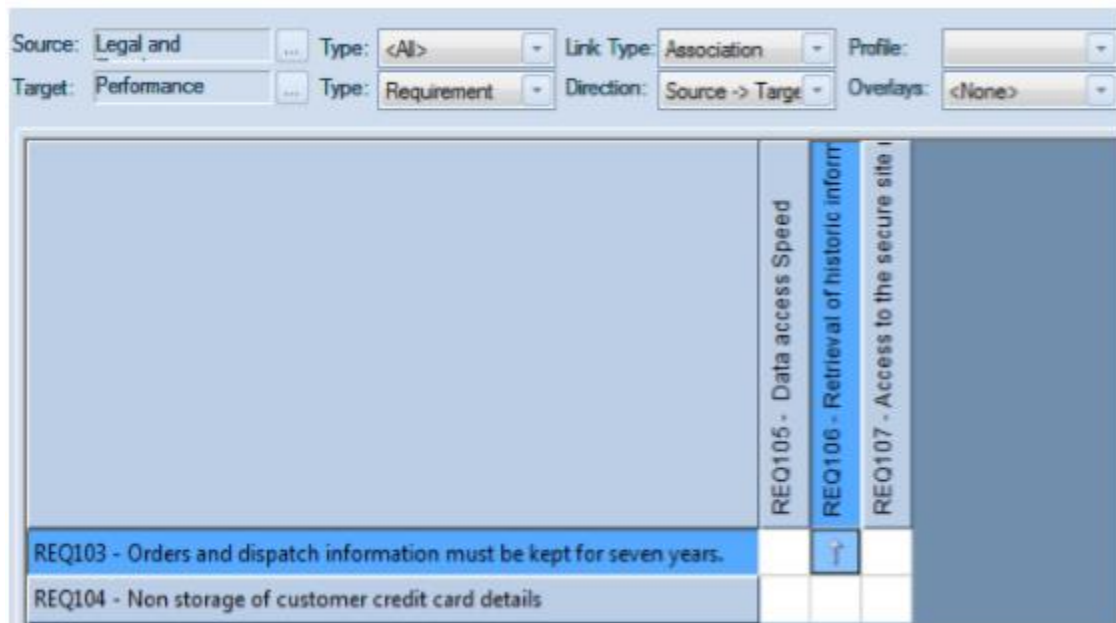 Source: Legal and ... Type: <All> Link Type: Association Profile:
Target: Performance ... Type: Requirement Direction: Source -> Targe Overlays: <None>
REQ105 - Data access Speed
REQ106 - Retrieval of historic inform
REQ107 - Access to the secure site
REQ103 - Orders and dispatch information must be kept for seven years.
REQ104 - Non storage of customer credit card details